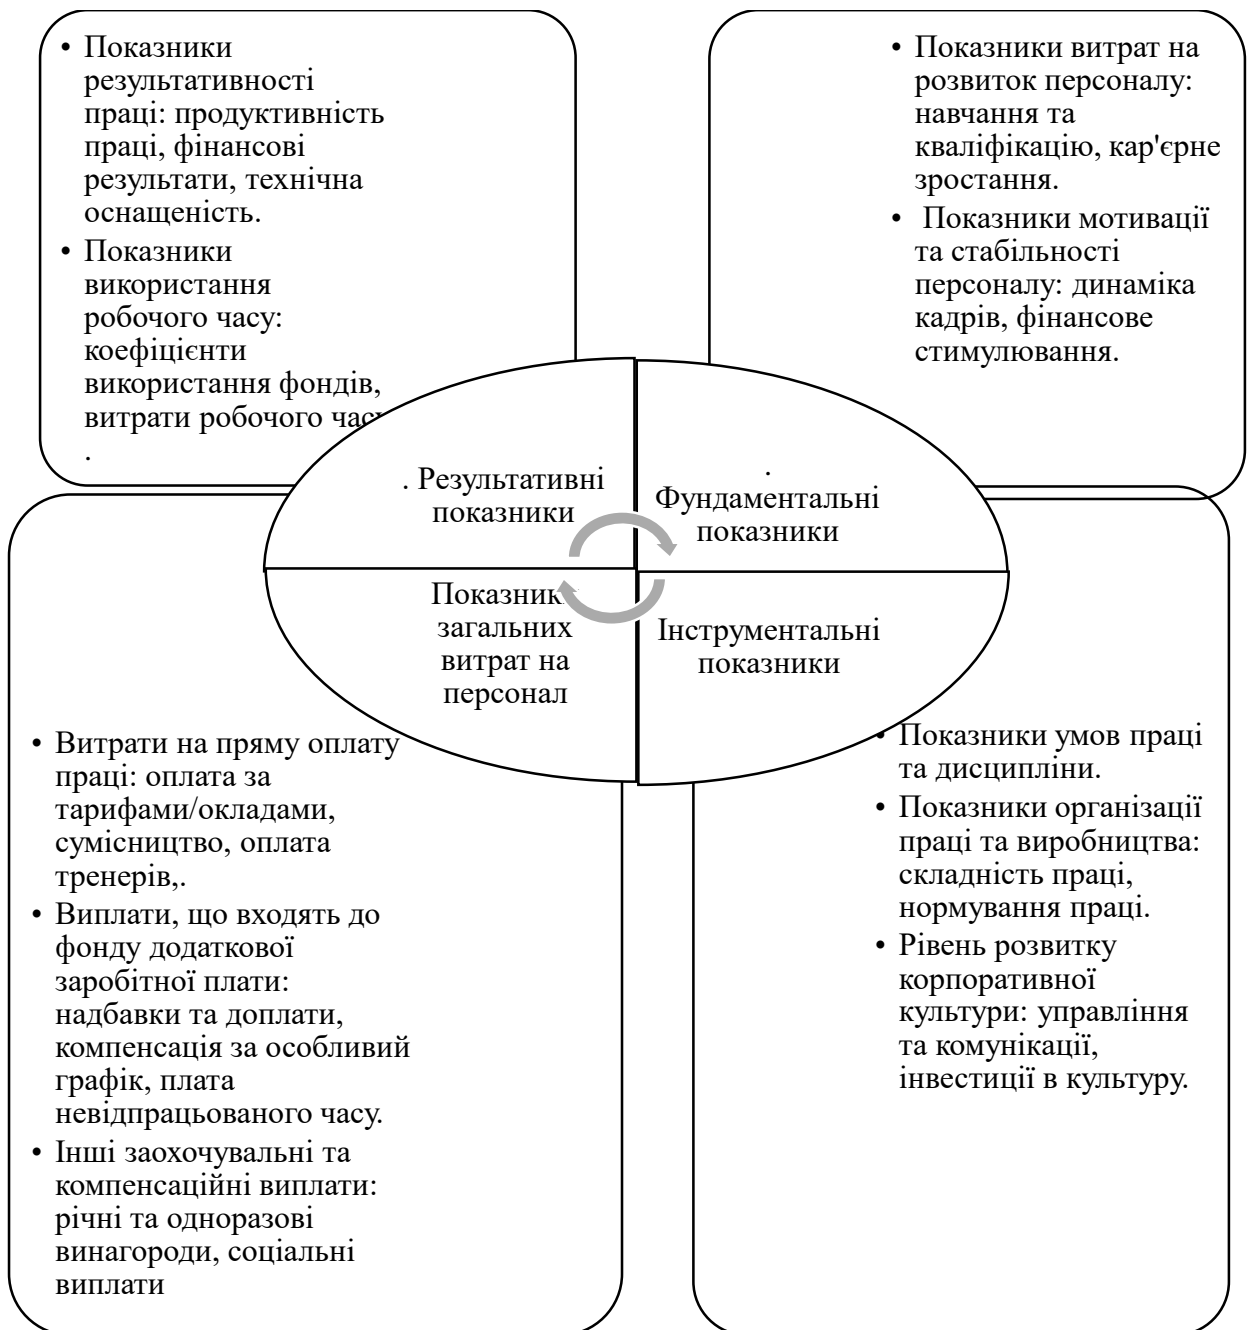 • Показники
результативності
праці: продуктивність
праці, фінансові
результати, технічна
оснащеність.
• Показники
використання
робочого часу:
коефіцієнти
використання фондів,
витрати робочого
.
• Показники витрат на
розвиток персоналу:
навчання та
кваліфікацію, кар'єрне
зростання.
• Показники мотивації
та стабільності
персоналу: динаміка
кадрів, фінансове
стимулювання.
. Результативні
показники
.
Фундаментальні
показники
загальних
витрат на
персонал
Інструментальні
показники
• Витрати на пряму оплату
праці: оплата за
тарифами/окладами,
сумісництво, оплата
тренерів,.
• Виплати, що входять до
фонду додаткової
заробітної плати:
надбавки та доплати,
компенсація за особливий
графік, плата
невідпрацьованого часу.
• Інші заохочувальні та
компенсаційні виплати:
річні та одноразові
винагороди, соціальні
виплати
• Показники умов праці
та дисципліни.
• Показники організації
праці та виробництва:
складність праці,
нормування праці.
• Рівень розвитку
корпоративної
культури: управління
та комунікації,
інвестиції в культуру.